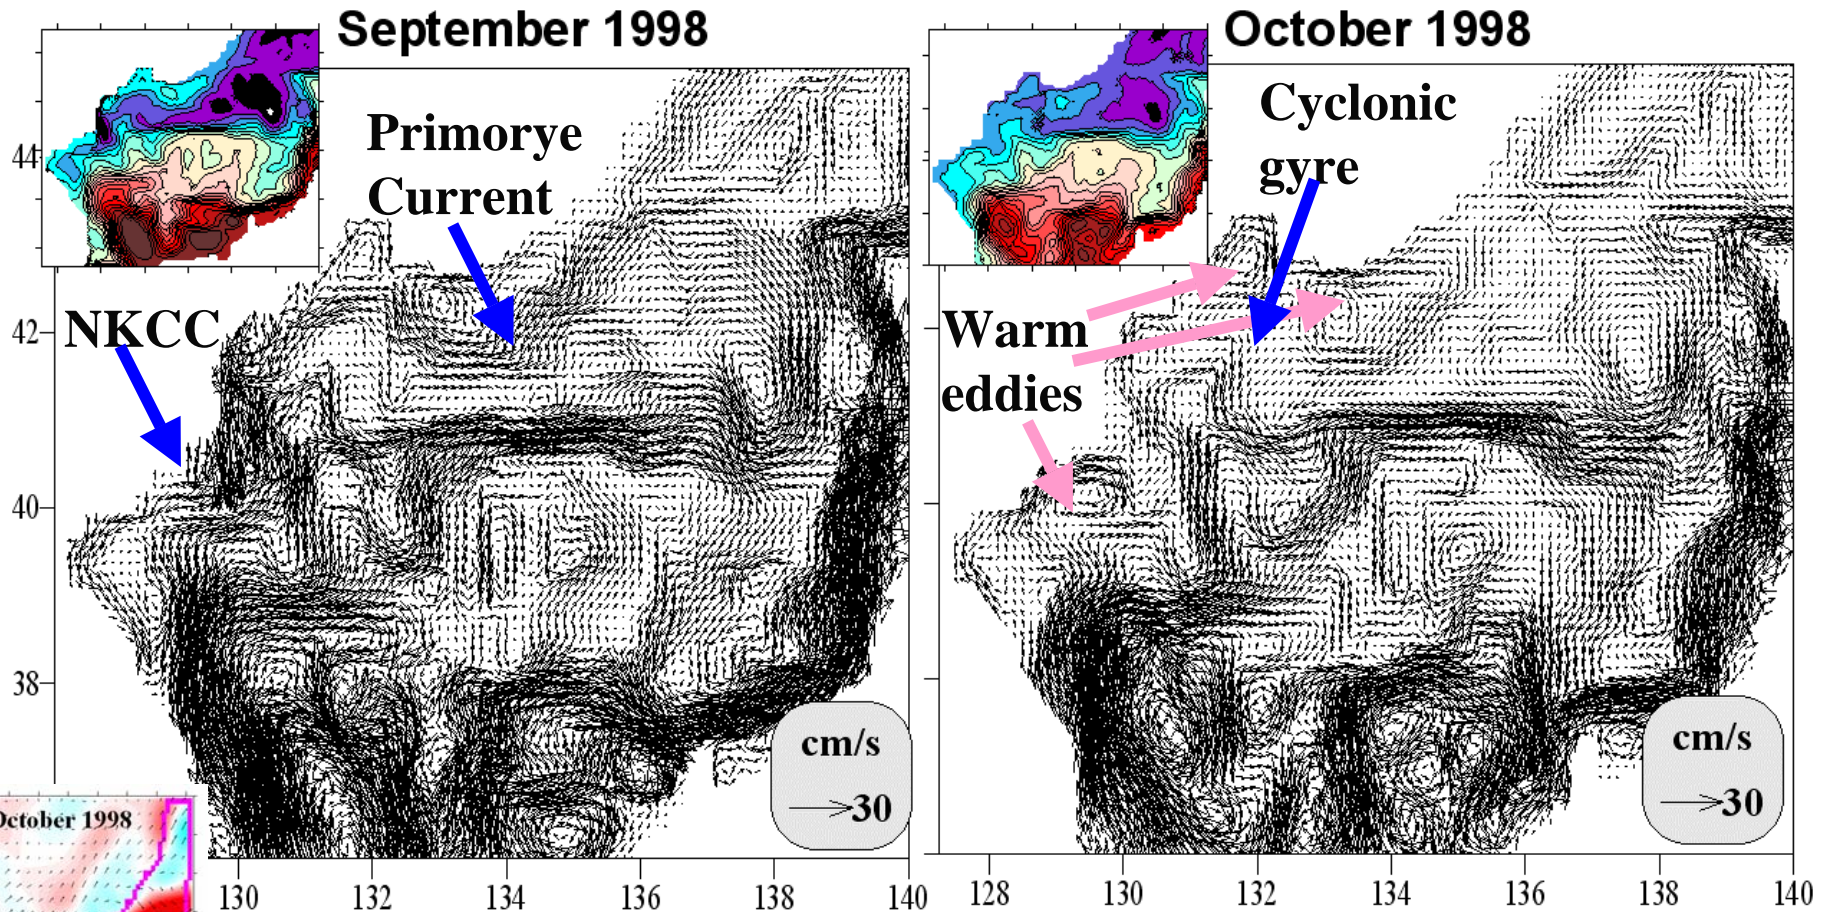 September 1998
October 1998
Primorye
Current
Cyclonic
gyre
NKCC
Warm
eddies
44
42
40
38
cm/s
30
cm/s
30
October 1998
130
132
134
136
138
140
128
130
132
134
136
138
140